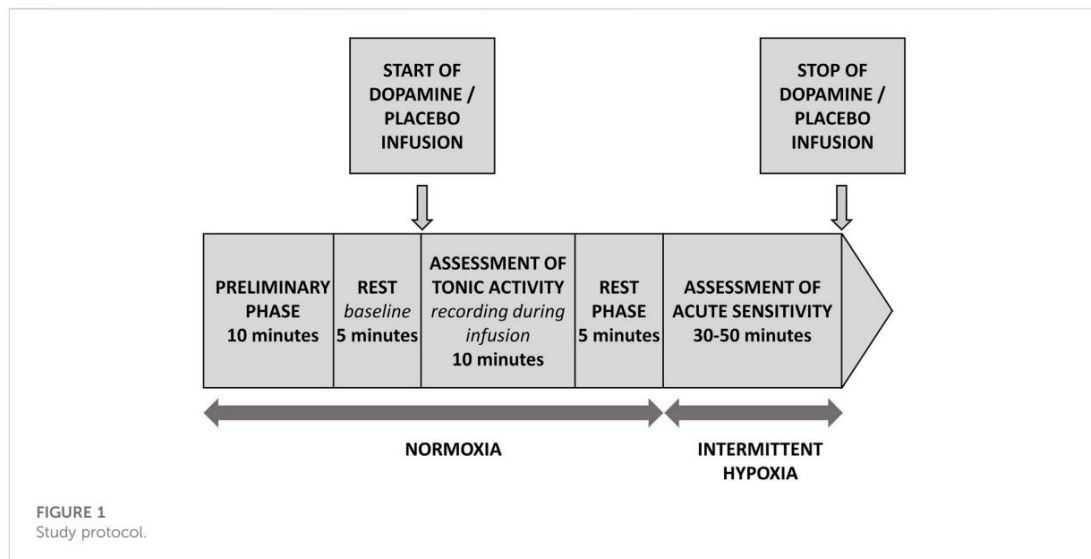 START OF
DOPAMINE /
PLACEBO
INFUSION
STOP OF
DOPAMINE /
PLACEBO
INFUSION
PRELIMINARY
PHASE
10 minutes
REST
baseline
5 minutes
ASSESSMENT OF
TONIC ACTIVITY
recording during
infusion
10 minutes
REST
PHASE
5 minutes
ASSESSMENT OF
ACUTE SENSITIVITY
30-50 minutes
NORMOXIA
INTERMITTENT
HYPOXIA
FIGURE 1
Study protocol.